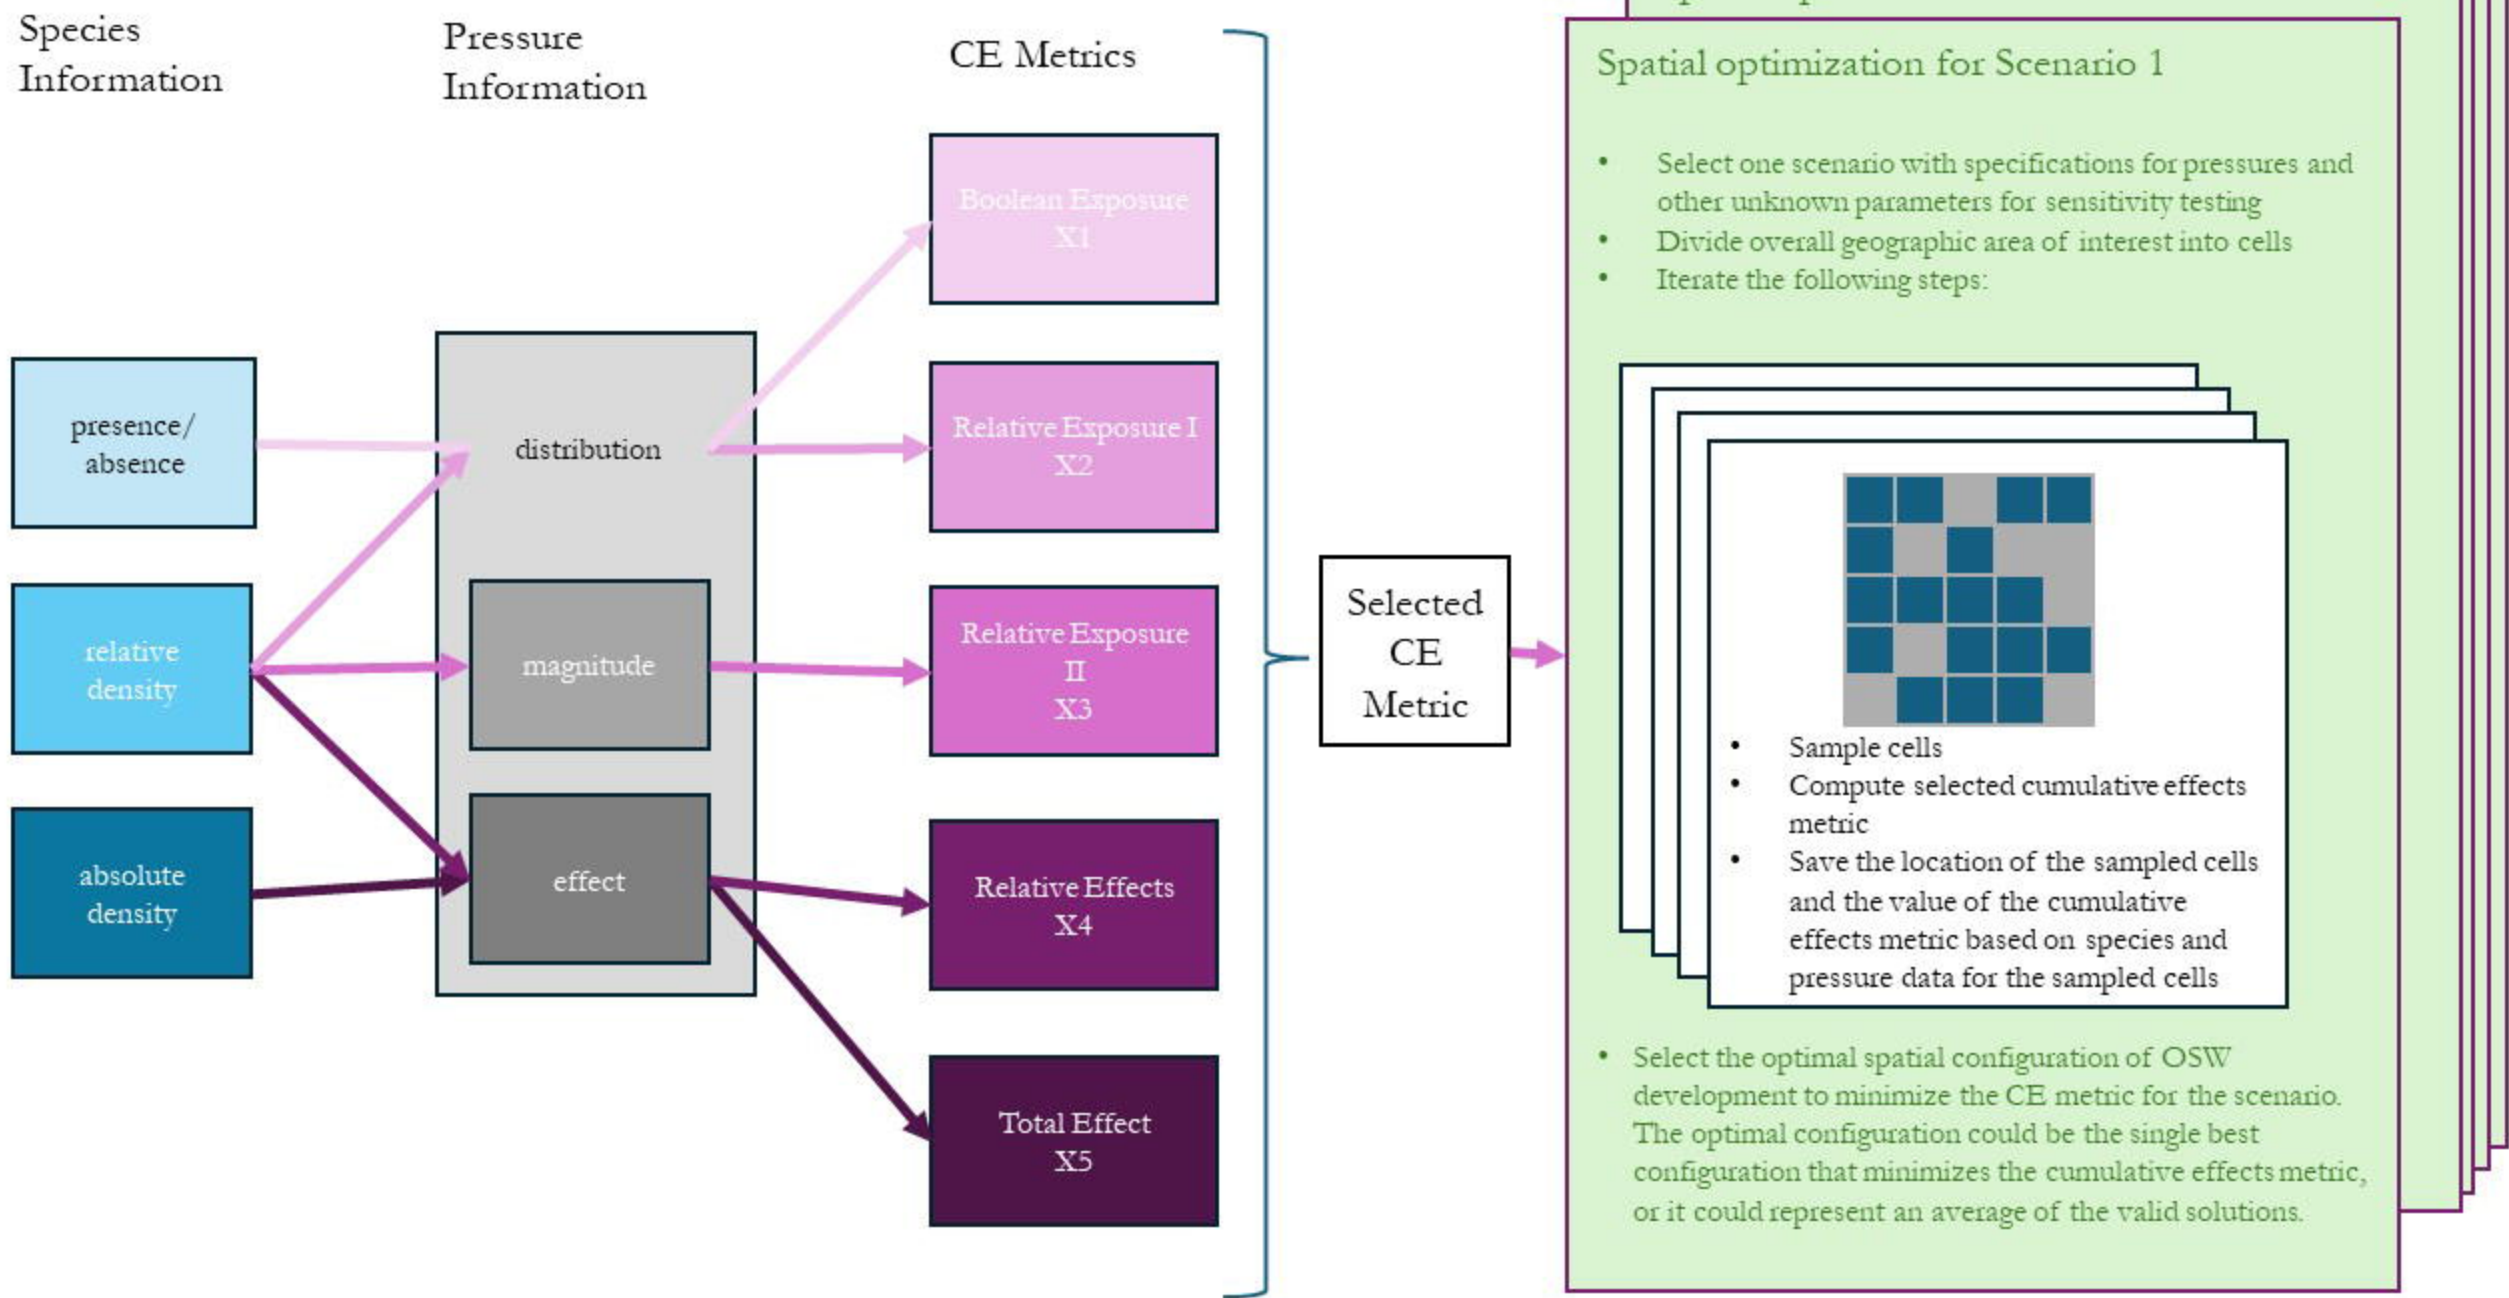 Species
Information
Pressure
Information
CE Metrics
presence/
absence
relative
density
absolute
density
distribution
magnitude
effect
Boolean Exposure
X1
Relative Exposure I
X2
Relative Exposure
II
X3
Relative Effects
X4
Total Effect
X5
Selected
CE
Metric
Spatial optimization for Scenario 1
• Select one scenario with specifications for pressures and
other unknown parameters for sensitivity testing
• Divide overall geographic area of interest into cells
• Iterate the following steps:
• Sample cells
• Compute selected cumulative effects
metric
• Save the location of the sampled cells
and the value of the cumulative
effects metric based on species and
pressure data for the sampled cells
• Select the optimal spatial configuration of OSW
development to minimize the CE metric for the scenario.
The optimal configuration could be the single best
configuration that minimizes the cumulative effects metric,
or it could represent an average of the valid solutions.